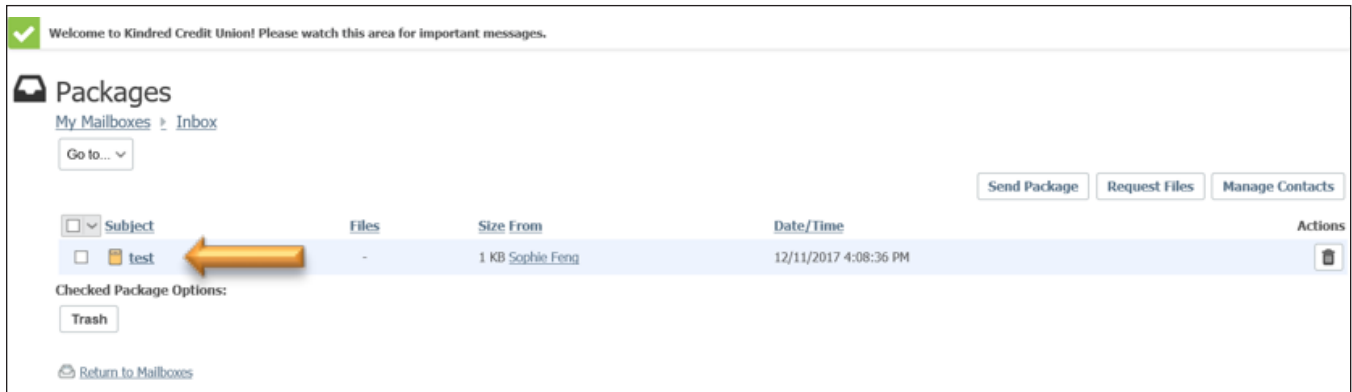 Welcome to Kindred Credit Union! Please watch this area for important messages.
Packages
My Mailboxes Inbox
Go to...
Send Package Request Files Manage Contacts
Subject Files Size From Date/Time Actions
test - 1 KB Sophie Feng 12/11/2017 4:08:36 PM
Checked Package Options:
Trash
Return to Mailboxes